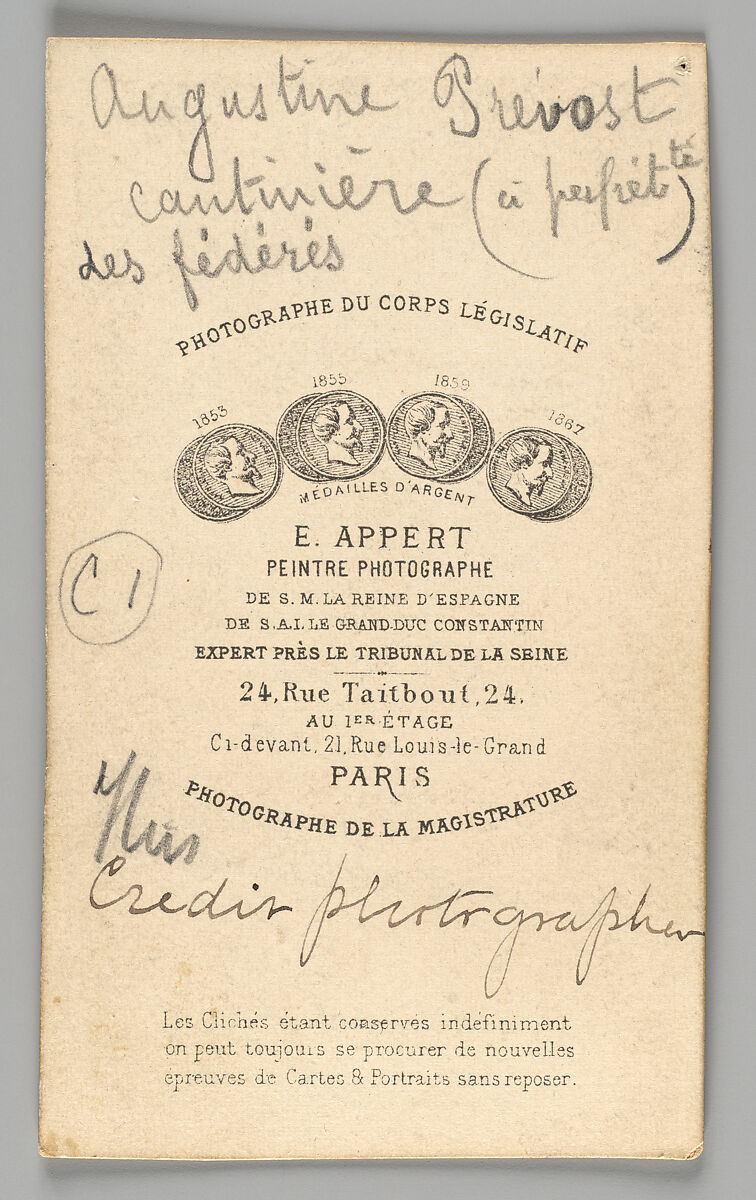 Augustine Prévost
cantinière (à
des fédérés
PHOTOGRAPHE DU CORPS LÉGISLATIF
1853 1855 1859 1867
MÉDAILLES D'ARGENT
E. APPERT
PEINTRE PHOTOGRAPHE
DE S. M. LA REINE D'ESPAGNE
DE S.A.I. LE GRAND-DUC CONSTANTIN
EXPERT PRÈS LE TRIBUNAL DE LA SEINE
C 1
24, Rue Taitbout, 24.
AU 1ER ÉTAGE
Ci-devant, 21, Rue Louis-le-Grand
PARIS
PHOTOGRAPHE DE LA MAGISTRATURE
Credit photographer
Les Clichés étant conservés indéfiniment
on peut toujours se procurer de nouvelles
épreuves de Cartes & Portraits sans reposer.